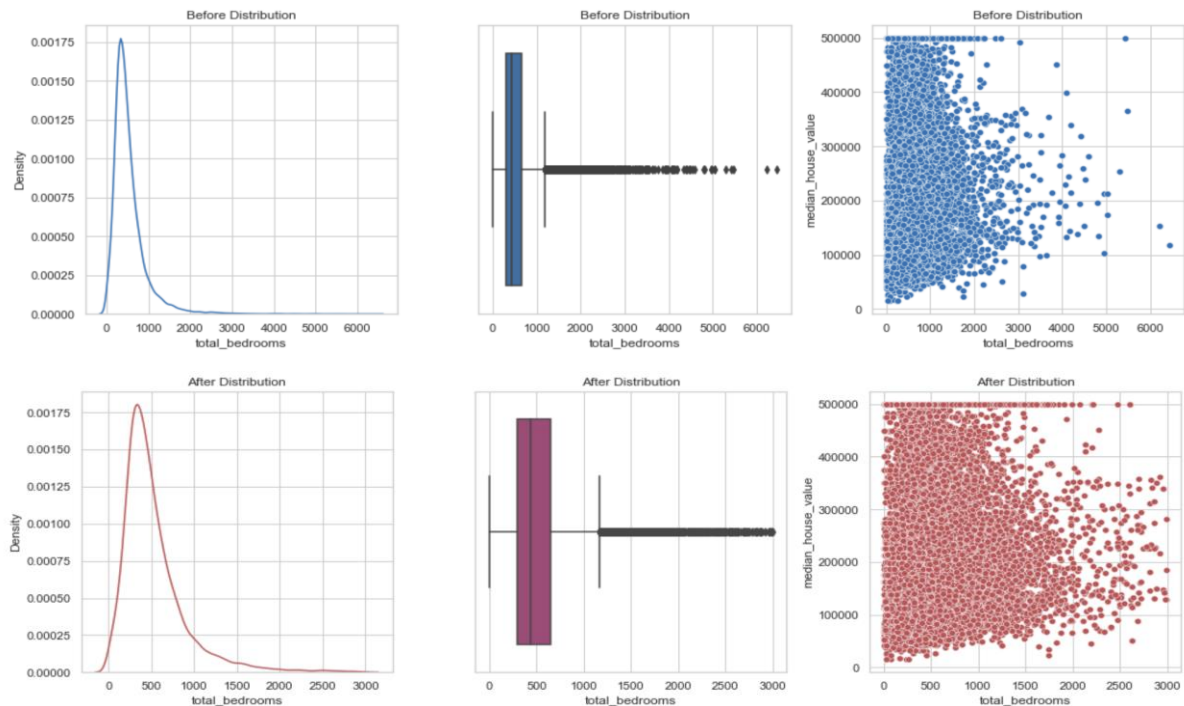 Before Distribution
0.00175
0.00150
0.00125
0.00100
0.00075
0.00050
0.00025
0.00000
Density
0 1000 2000 3000 4000 5000 6000
total_bedrooms
Before Distribution
0 1000 2000 3000 4000 5000 6000
total_bedrooms
Before Distribution
500000
400000
300000
200000
100000
0
median_house_value
0 1000 2000 3000 4000 5000 6000
total_bedrooms
After Distribution
0.00175
0.00150
0.00125
0.00100
0.00075
0.00050
0.00025
0.00000
Density
0 500 1000 1500 2000 2500 3000
total_bedrooms
After Distribution
0 500 1000 1500 2000 2500 3000
total_bedrooms
After Distribution
500000
400000
300000
200000
100000
0
median_house_value
0 500 1000 1500 2000 2500 3000
total_bedrooms